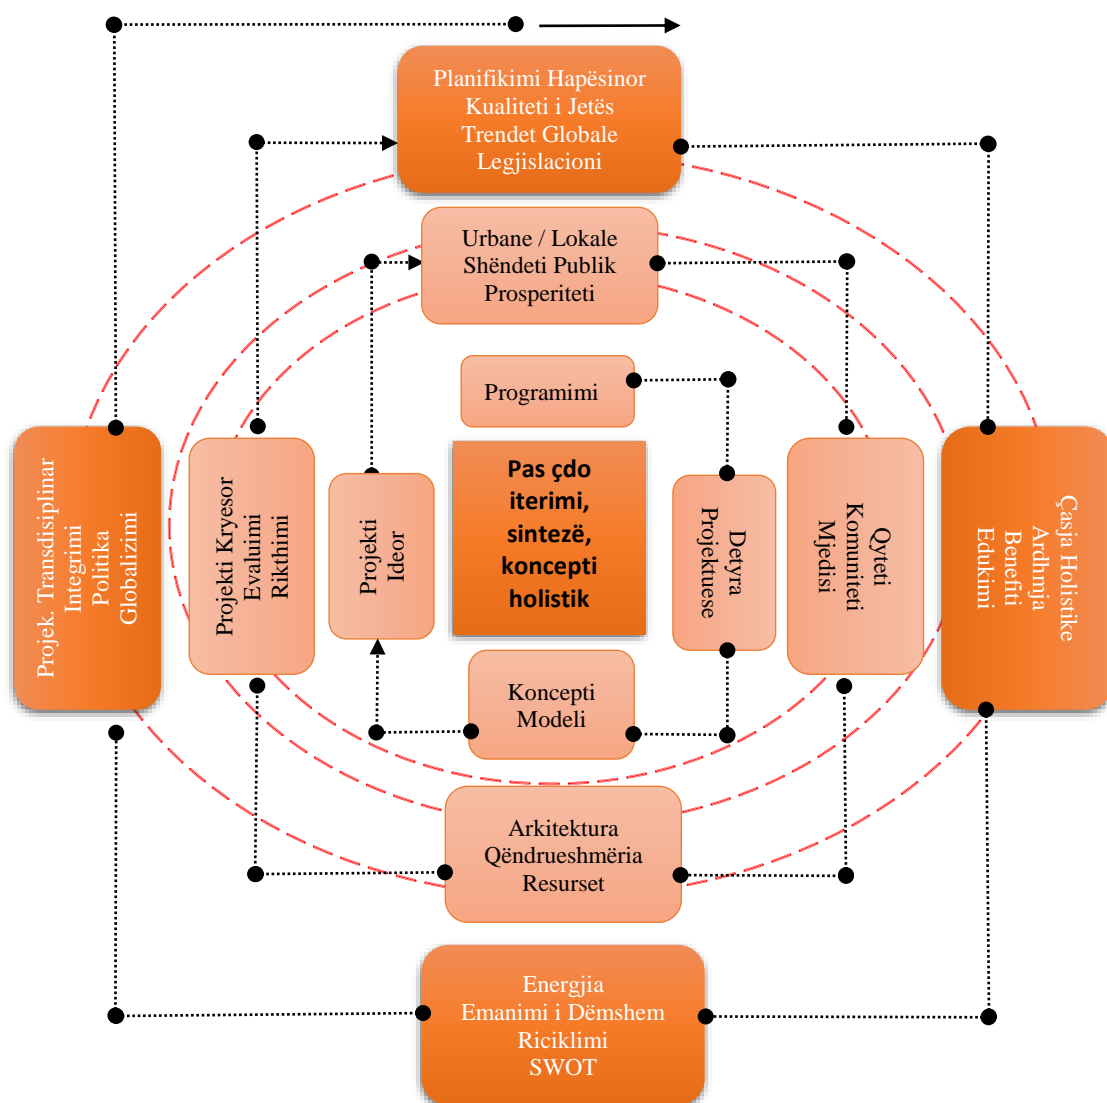 Planifikimi Hapësinor
Kualiteti i Jetës
Trendet Globale
Legjislacioni
Urbane / Lokale
Shëndeti Publik
Prosperiteti
Programimi
Projek. Transdisiplinar
Integrimi
Politika
Globalizimi
Projekti Kryesor
Evaluimi
Rikthimi
Projekti
Ideor
Pas çdo
iterimi,
sintezë,
koncepti
holistik
Detyra
Projektuese
Qyteti
Komuniteti
Mjedisi
Çasja Holistike
Ardhmja
Benefiti
Edukimi
Koncepti
Modeli
Arkitektura
Qëndrueshmëria
Resurset
Energjia
Emanimi i Dëmshem
Riciklimi
SWOT